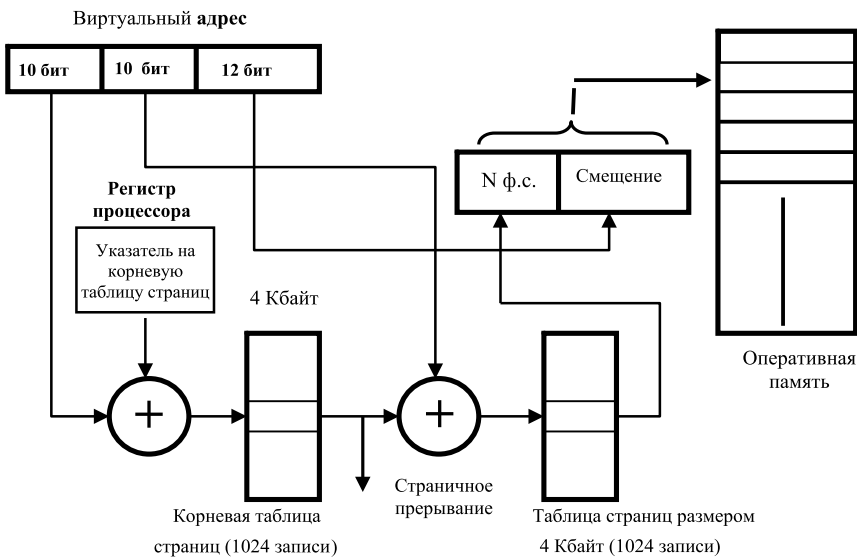 Виртуальный адрес
10 бит
10 бит
12 бит
N ф.с.
Смещение
Регистр
процессора
Указатель на
корневую
таблицу страниц
4 Кбайт
Оперативная
память
+
+
Страничное
прерывание
Корневая таблица
страниц (1024 записи)
Таблица страниц размером
4 Кбайт (1024 записи)